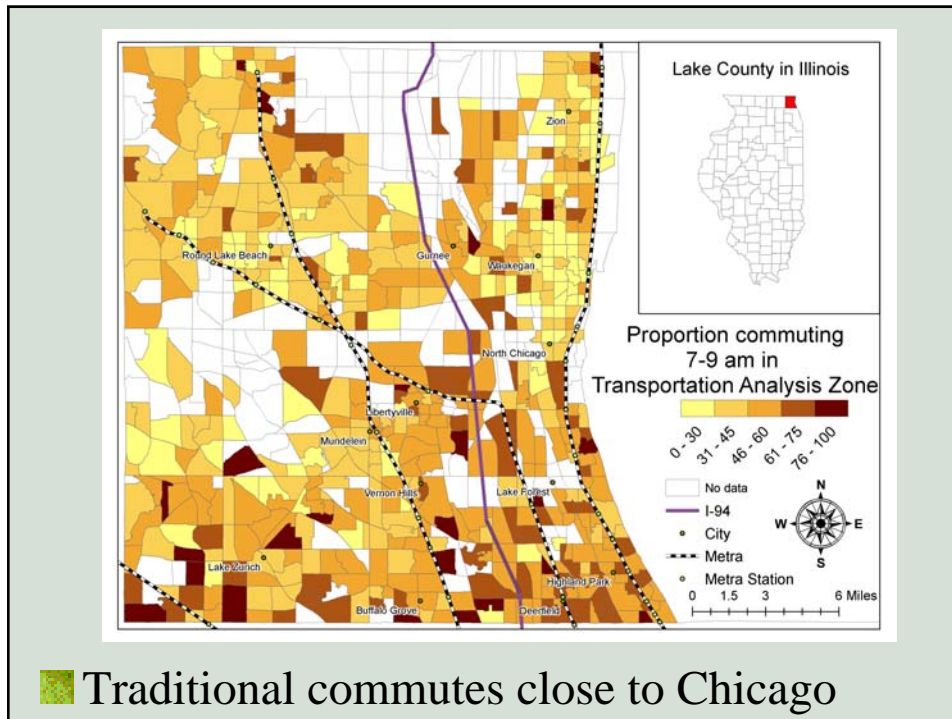 Lake County in Illinois
Zion
Round Lake Beach
Gurnee
Waukegan
North Chicago
Libertyville
Mundelein
Vernon Hills
Lake Forest
Lake Zurich
Highland Park
Buffalo Grove
Deerfield
Proportion commuting
7-9 am in
Transportation Analysis Zone
0 - 30
31 - 45
46 - 60
61 - 75
76 - 100
No data
I-94
City
Metra
Metra Station
N
W E
S
0 1.5 3 6 Miles
Traditional commutes close to Chicago